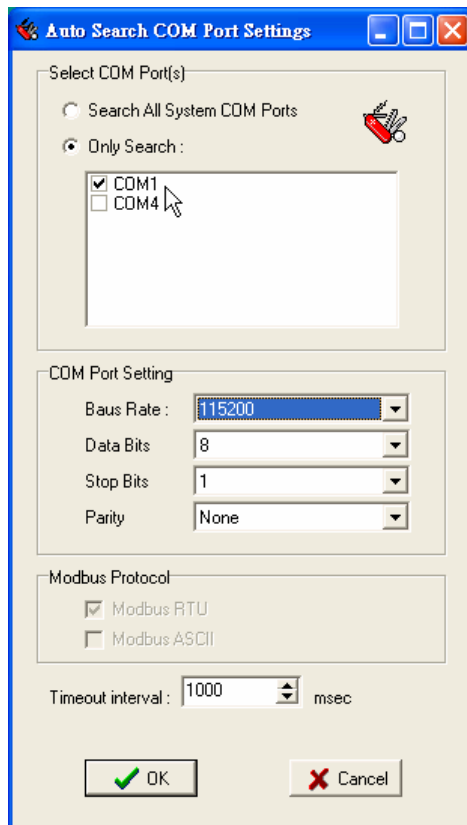 Auto Search COM Port Settings
Select COM Port(s)
Search All System COM Ports
Only Search :
COM1
COM4
COM Port Setting
Baus Rate : 115200
Data Bits 8
Stop Bits 1
Parity None
Modbus Protocol
Modbus RTU
Modbus ASCII
Timeout interval : 1000 msec
OK Cancel